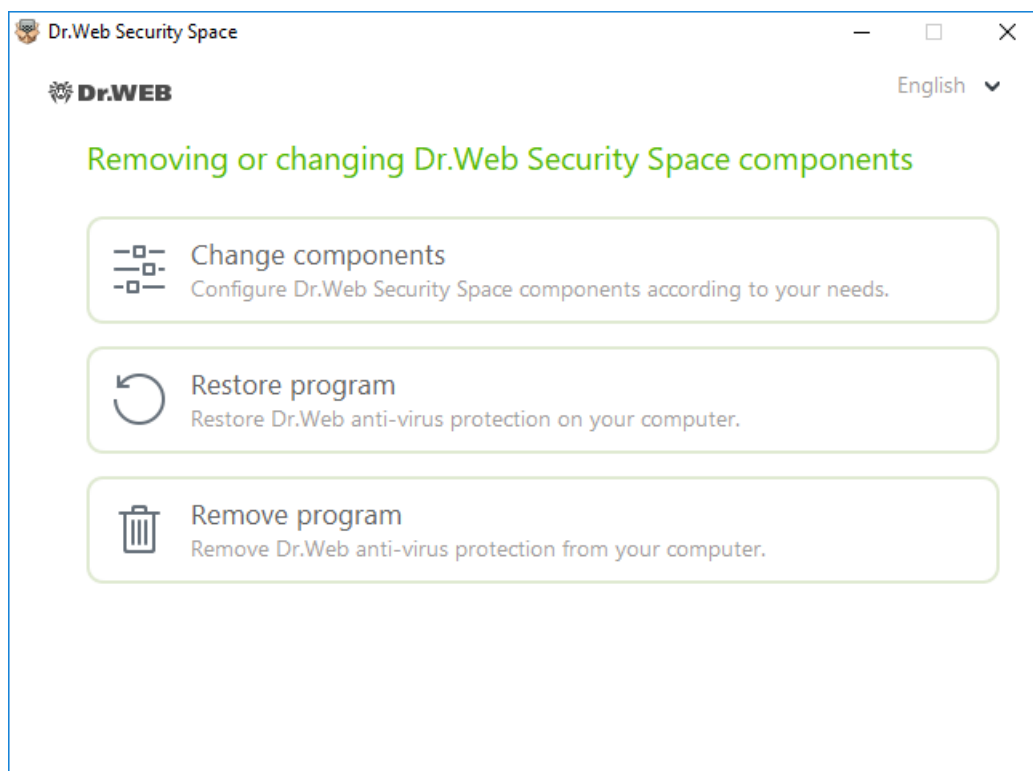 Dr.Web Security Space
Dr.WEB
English
Removing or changing Dr.Web Security Space components
Change components
Configure Dr.Web Security Space components according to your needs.
Restore program
Restore Dr.Web anti-virus protection on your computer.
Remove program
Remove Dr.Web anti-virus protection from your computer.